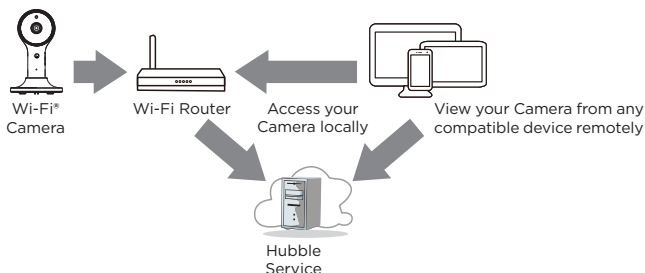 Wi-Fi®
Camera
Wi-Fi Router
Access your
Camera locally
View your Camera from any
compatible device remotely
Hubble
Service